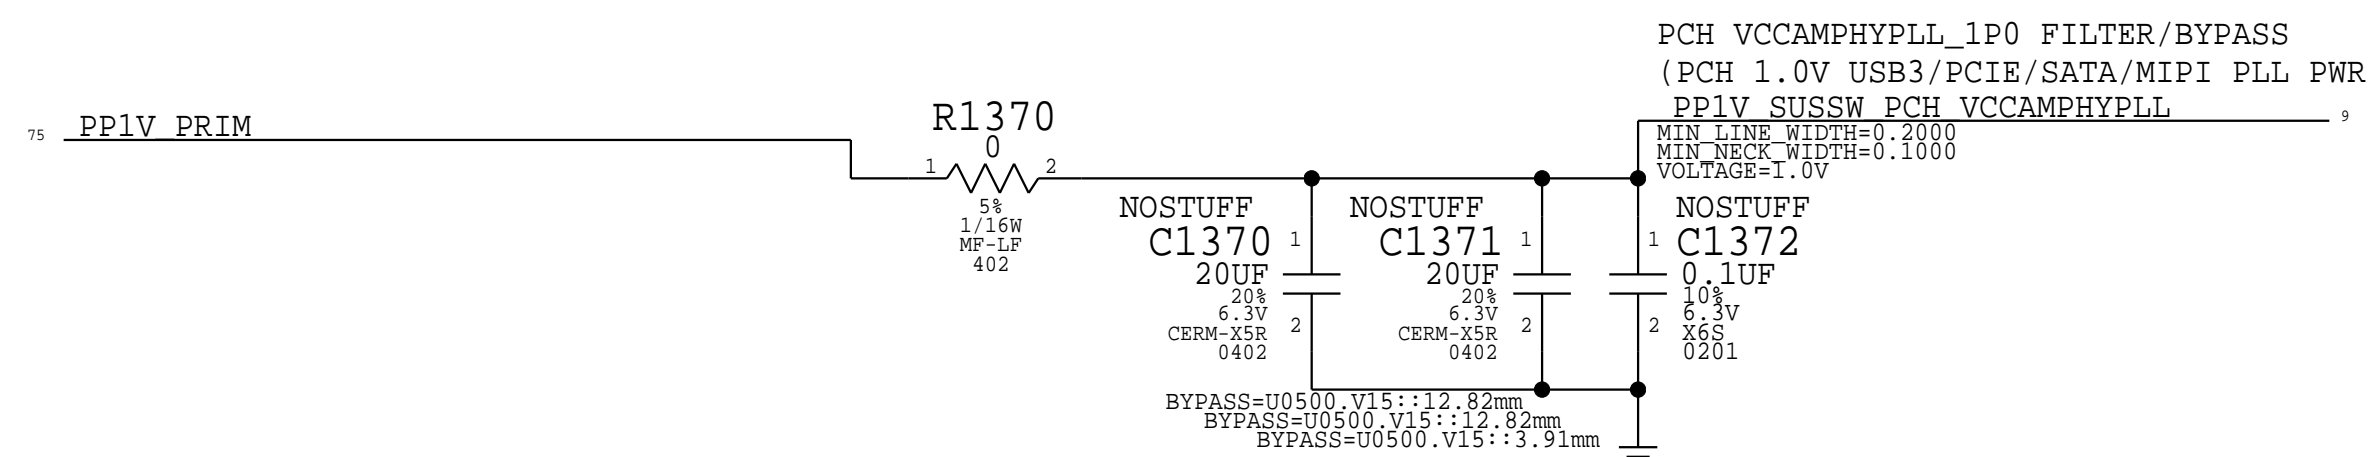 PCH VCCAMPHYPLL_1P0 FILTER/BYPASS
(PCH 1.0V USB3/PCIE/SATA/MIPI PLL PWR
75 PP1V_PRIM
R1370
0
1 2
5%
1/16W
MF-LF
402
PP1V_SUSSW_PCH_VCCAMPHYPLL 9
MIN_LINE_WIDTH=0.2000
MIN_NECK_WIDTH=0.1000
VOLTAGE=1.0V
NOSTUFF
C1370 1
20UF
20%
6.3V
2
CERM-X5R
0402
NOSTUFF
C1371 1
20UF
20%
6.3V
2
CERM-X5R
0402
NOSTUFF
1 C1372
0.1UF
10%
6.3V
2
X6S
0201
BYPASS=U0500.V15::12.82mm
BYPASS=U0500.V15::12.82mm
BYPASS=U0500.V15::3.91mm